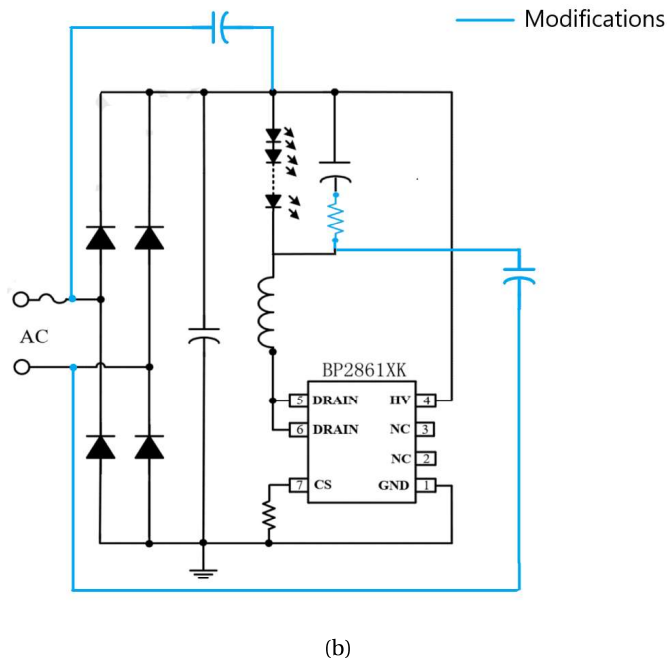 Modifications
AC
BP2861XK
5 DRAIN HV 4
6 DRAIN NC 3
NC 2
7 CS GND 1
(b)